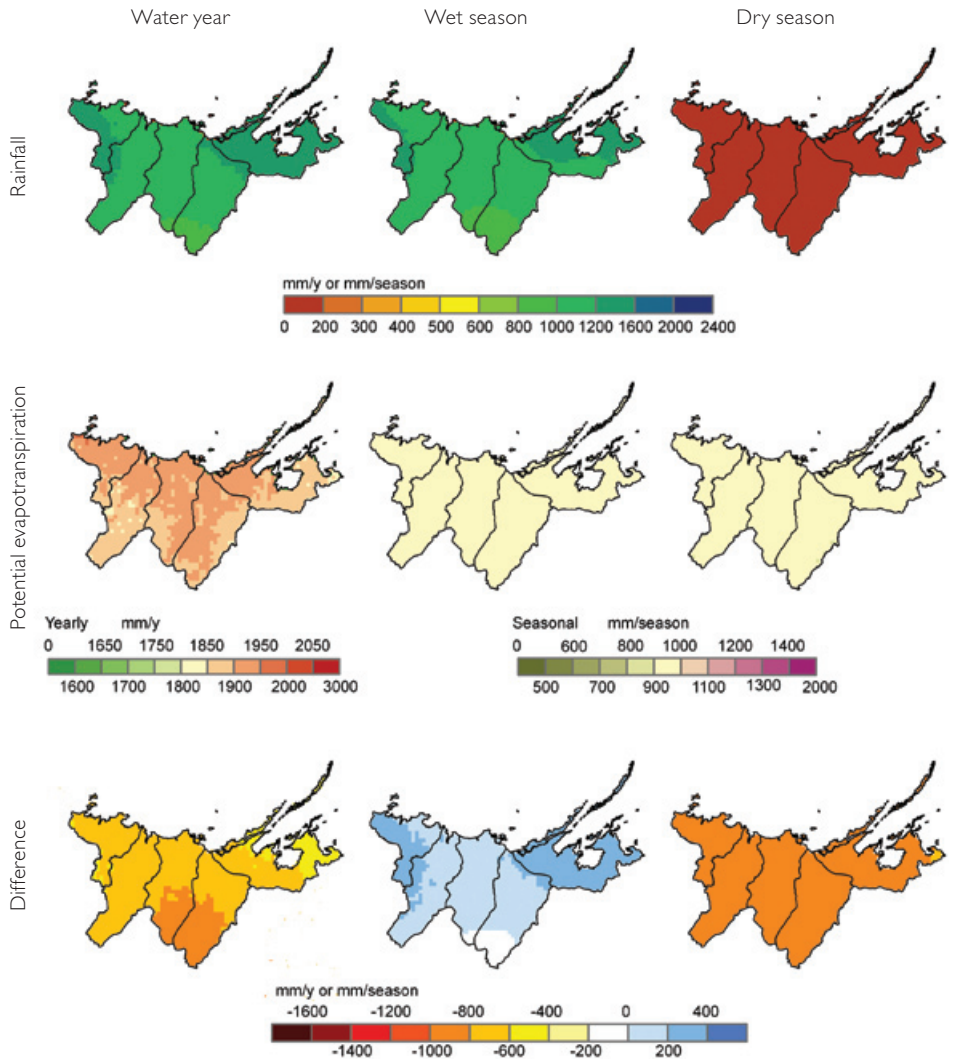 Water year Wet season Dry season
Rainfall
mm/y or mm/season
0 200 300 400 500 600 800 1000 1200 1600 2000 2400
Potential evapotranspiration
Yearly mm/y
0 1650 1750 1850 1950 2050
1600 1700 1800 1900 2000 3000
Seasonal mm/season
0 600 800 1000 1200 1400
500 700 900 1100 1300 2000
Difference
mm/y or mm/season
-1600 -1200 -800 -400 0 400
-1400 -1000 -600 -200 200